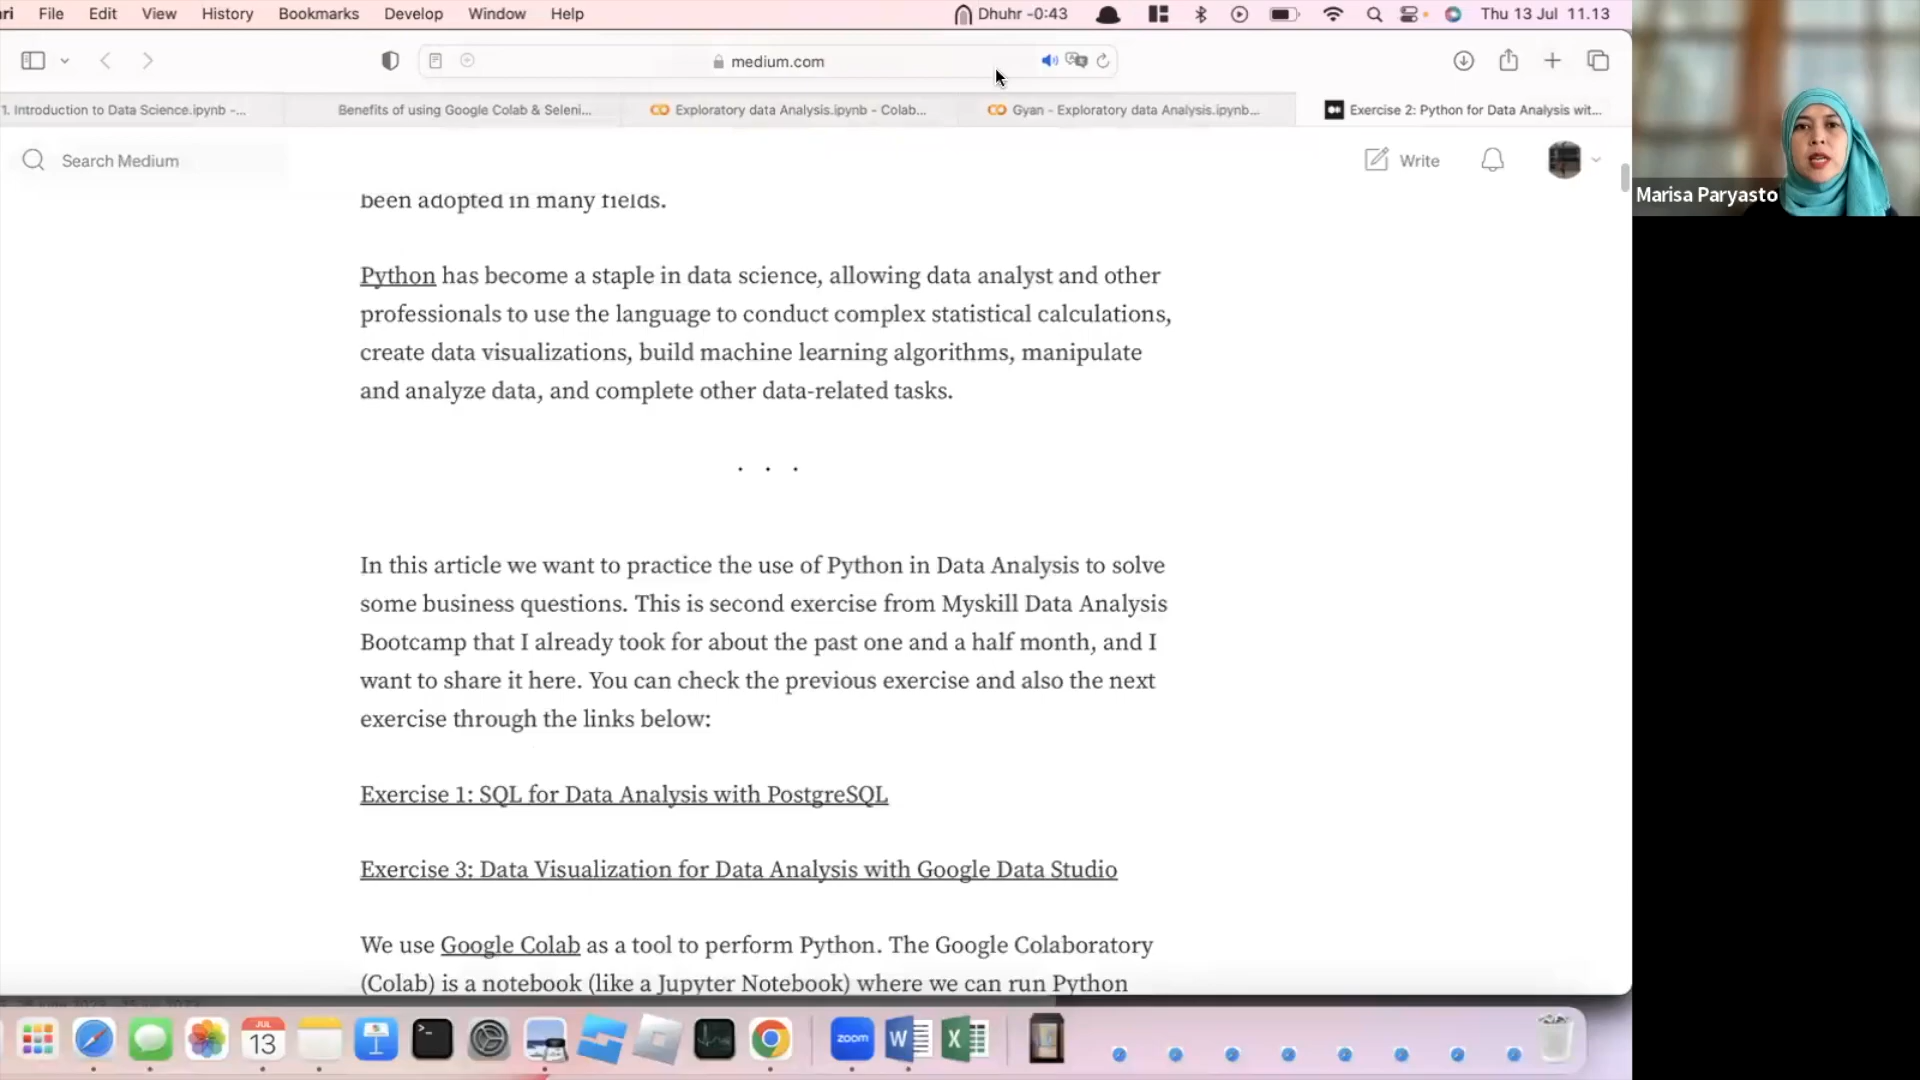 File Edit View History Bookmarks Develop Window Help Dhuhr -0:43 Thu 13 Jul 11.13
medium.com
1. Introduction to Data Science.ipynb -... Benefits of using Google Colab & Seleni... Exploratory data Analysis.ipynb - Colab... Gyan - Exploratory data Analysis.ipynb... Exercise 2: Python for Data Analysis wit...
Search Medium Write
Marisa Paryasto
been adopted in many fields.
Python has become a staple in data science, allowing data analyst and other
professionals to use the language to conduct complex statistical calculations,
create data visualizations, build machine learning algorithms, manipulate
and analyze data, and complete other data-related tasks.
. . .
In this article we want to practice the use of Python in Data Analysis to solve
some business questions. This is second exercise from Myskill Data Analysis
Bootcamp that I already took for about the past one and a half month, and I
want to share it here. You can check the previous exercise and also the next
exercise through the links below:
Exercise 1: SQL for Data Analysis with PostgreSQL
Exercise 3: Data Visualization for Data Analysis with Google Data Studio
We use Google Colab as a tool to perform Python. The Google Colaboratory
(Colab) is a notebook (like a Jupyter Notebook) where we can run Python
JUL
13
zoom
W
X